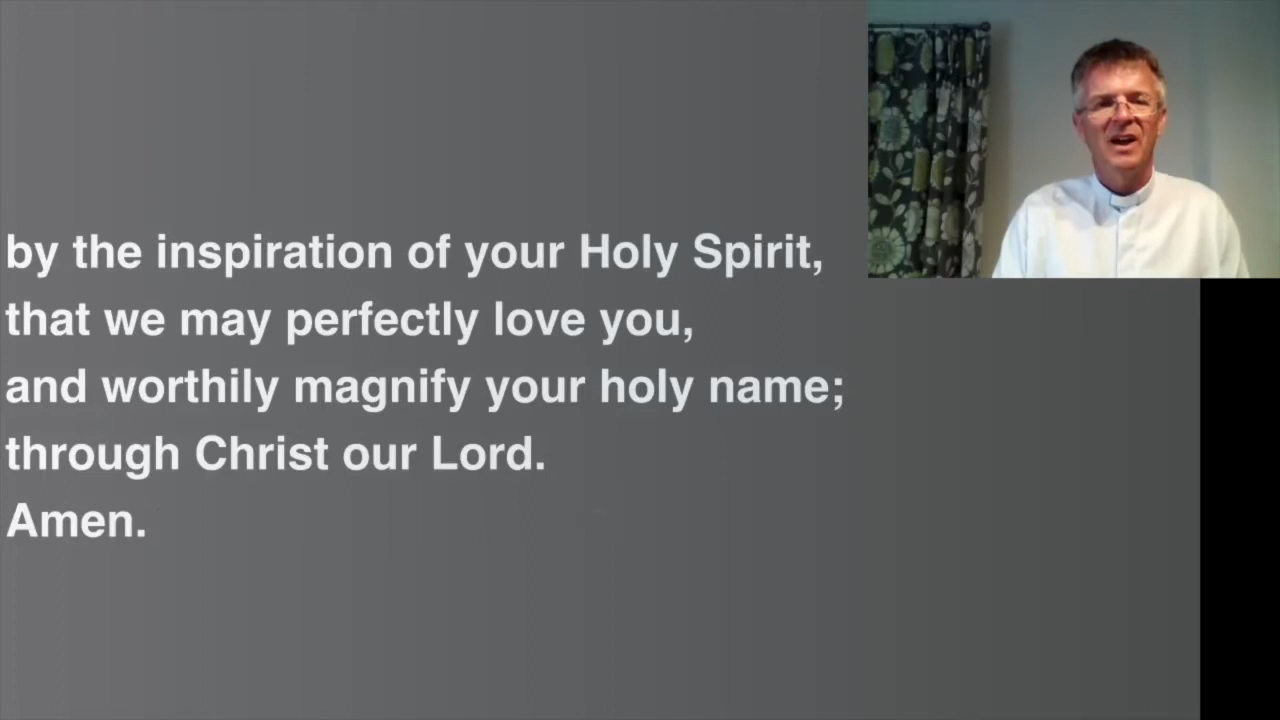 by the inspiration of your Holy Spirit,
that we may perfectly love you,
and worthily magnify your holy name;
through Christ our Lord.
Amen.